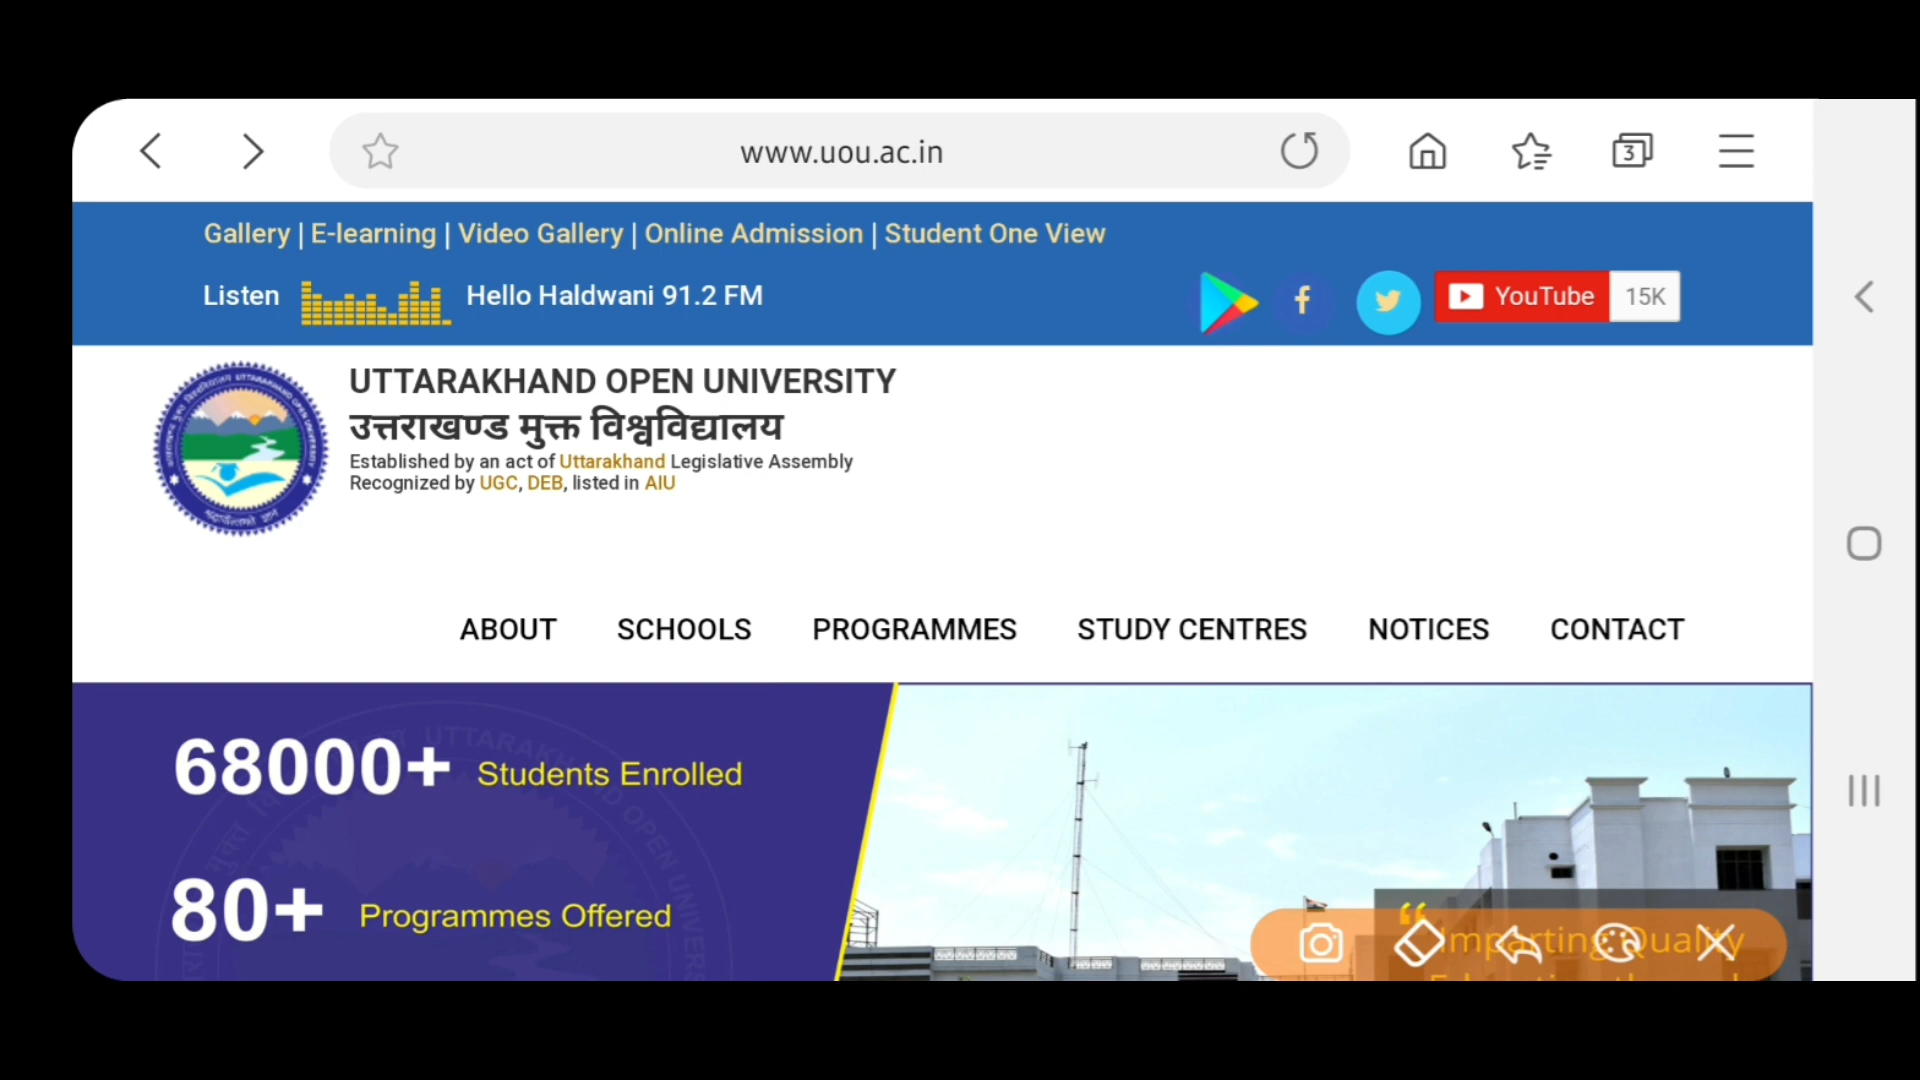 www.uou.ac.in
3
Gallery | E-learning | Video Gallery | Online Admission | Student One View
Listen Hello Haldwani 91.2 FM
YouTube 15K
UTTARAKHAND OPEN UNIVERSITY
उत्तराखण्ड मुक्त विश्वविद्यालय
Established by an act of Uttarakhand Legislative Assembly
Recognized by UGC, DEB, listed in AIU
ABOUT SCHOOLS PROGRAMMES STUDY CENTRES NOTICES CONTACT
68000+ Students Enrolled
80+ Programmes Offered
Imparting Quality